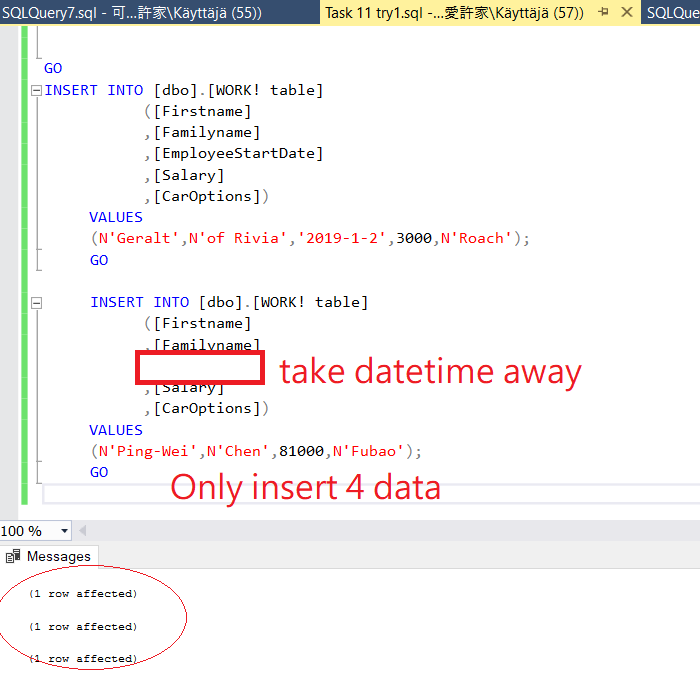 SQLQuery7.sql - 可...許家\Käyttäjä (55))
Task 11 try1.sql -...愛許家\Käyttäjä (57))
SQLQue
GO
INSERT INTO [dbo].[WORK! table]
([Firstname]
,[Familyname]
,[EmployeeStartDate]
,[Salary]
,[CarOptions])
VALUES
(N'Geralt',N'of Rivia','2019-1-2',3000,N'Roach');
GO
INSERT INTO [dbo].[WORK! table]
([Firstname]
,[Familyname]
take datetime away
,[Salary]
,[CarOptions])
VALUES
(N'Ping-Wei',N'Chen',81000,N'Fubao');
GO
Only insert 4 data
100 %
Messages
(1 row affected)
(1 row affected)
(1 row affected)